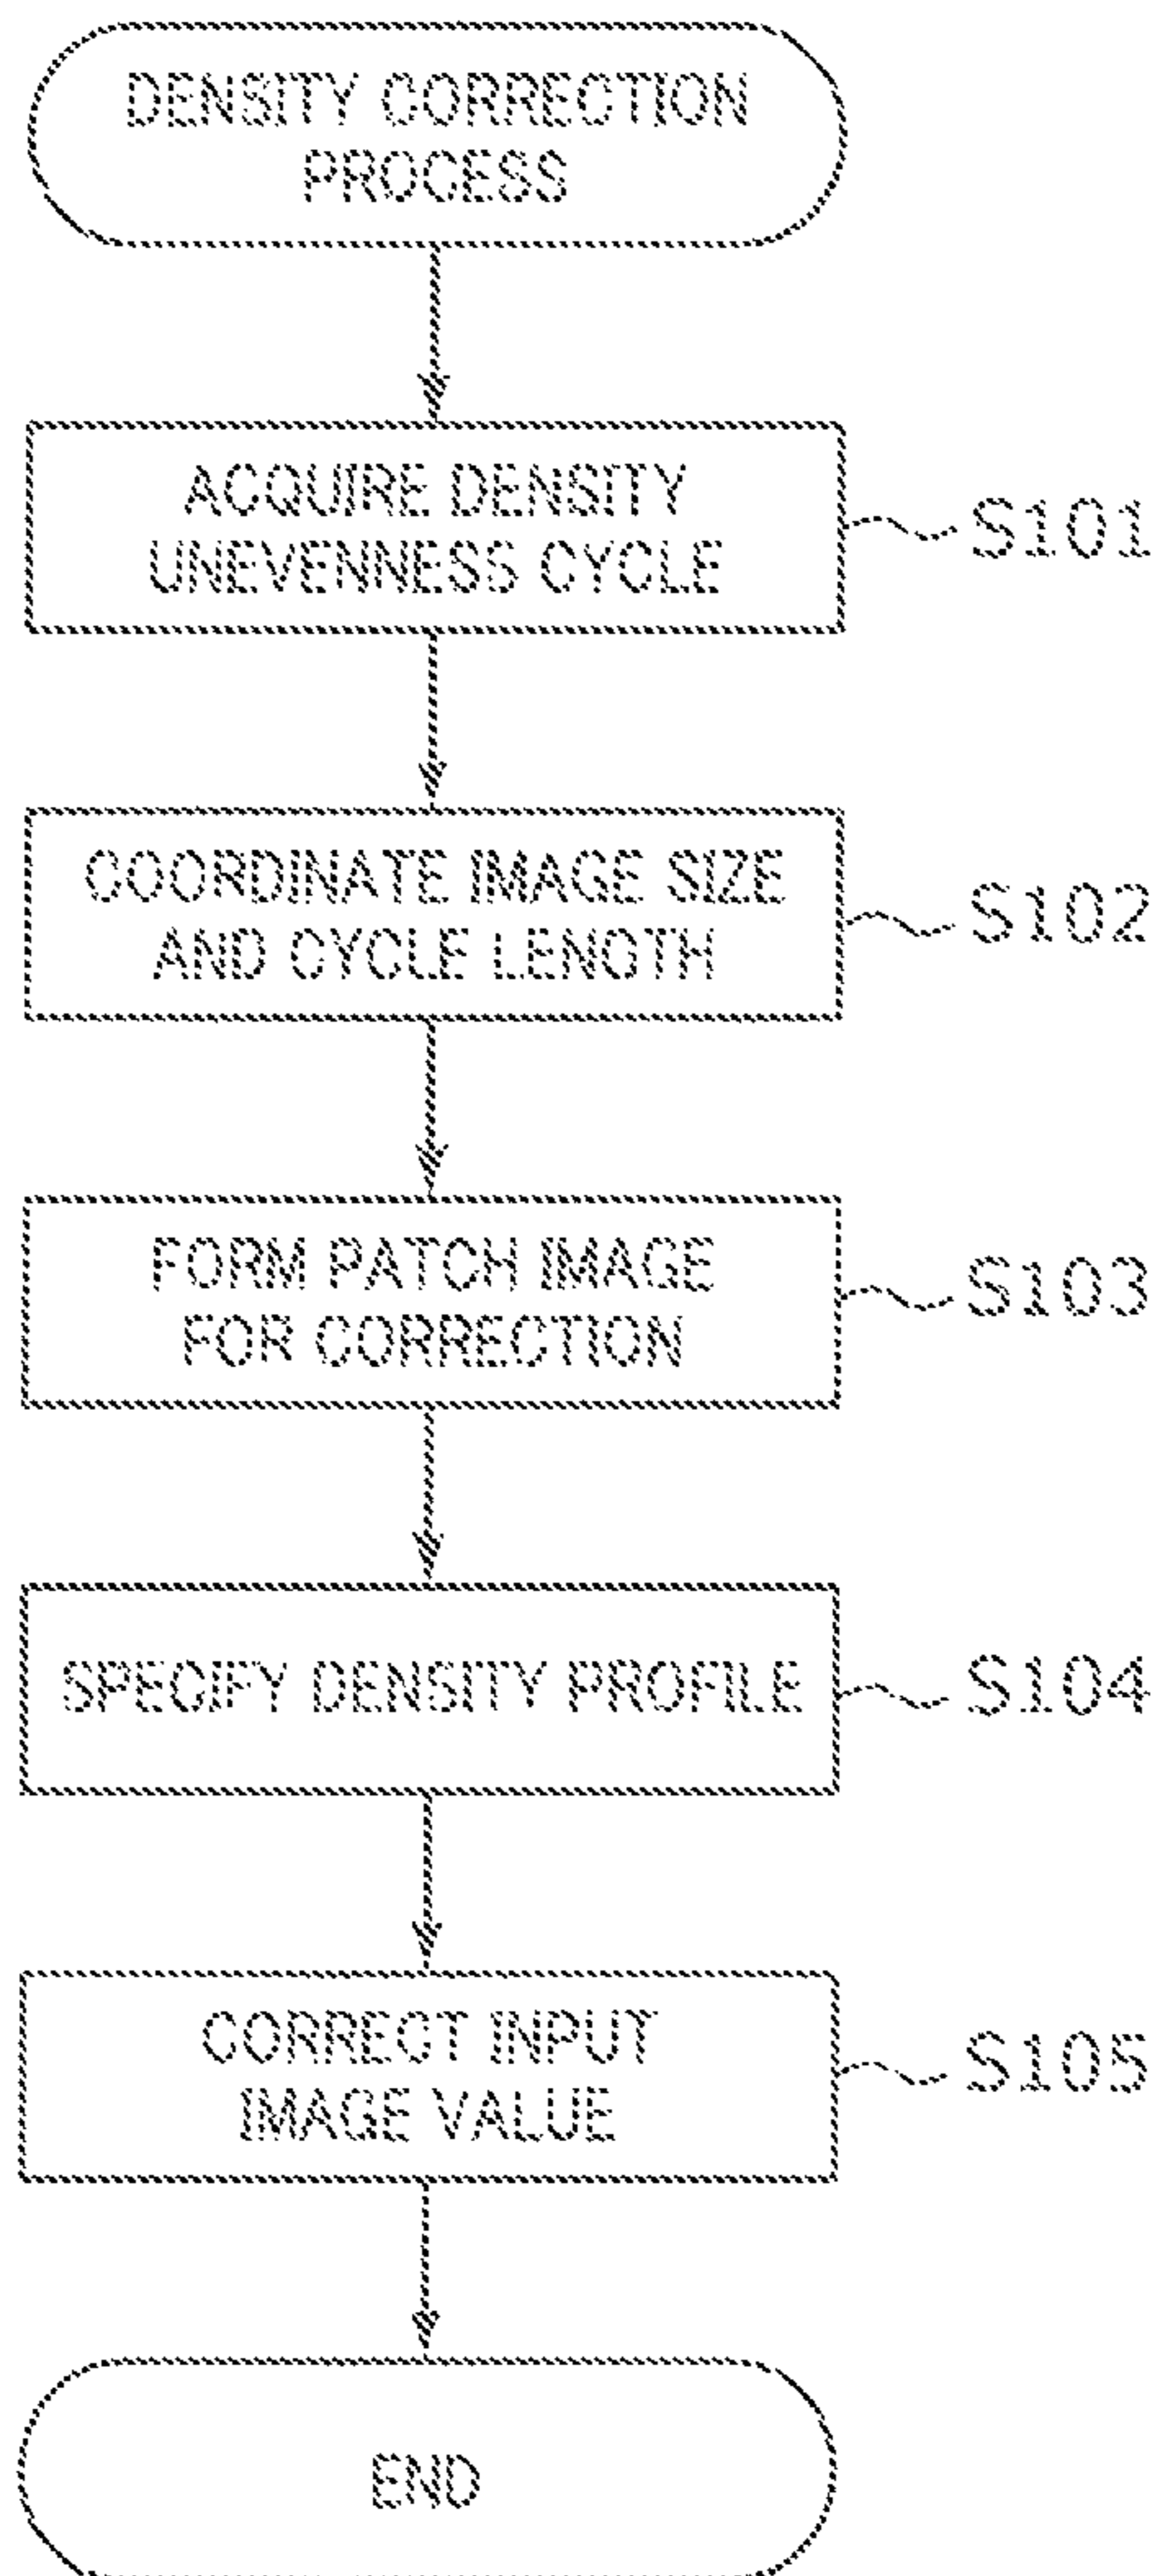 DENSITY CORRECTION
PROCESS
ACQUIRE DENSITY
UNEVENNESS CYCLE
S101
COORDINATE IMAGE SIZE
AND CYCLE LENGTH
S102
FORM PATCH IMAGE
FOR CORRECTION
S103
SPECIFY DENSITY PROFILE
S104
CORRECT INPUT
IMAGE VALUE
S105
END